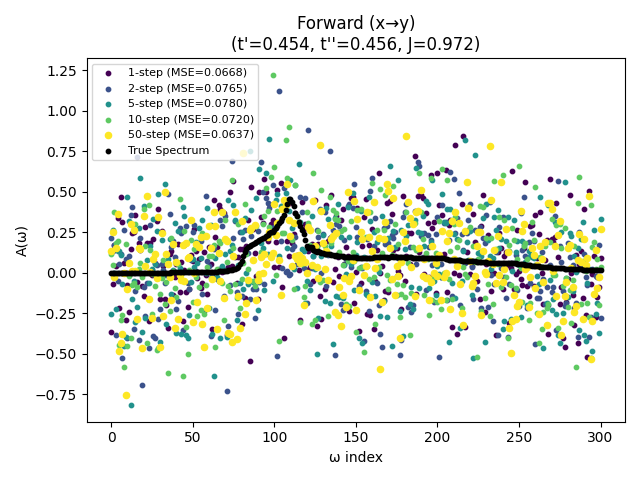 Forward (x→y)
(t'=0.454, t''=0.456, J=0.972)
1-step (MSE=0.0668)
2-step (MSE=0.0765)
5-step (MSE=0.0780)
10-step (MSE=0.0720)
50-step (MSE=0.0637)
True Spectrum
A(ω)
1.25
1.00
0.75
0.50
0.25
0.00
−0.25
−0.50
−0.75
0 50 100 150 200 250 300
ω index